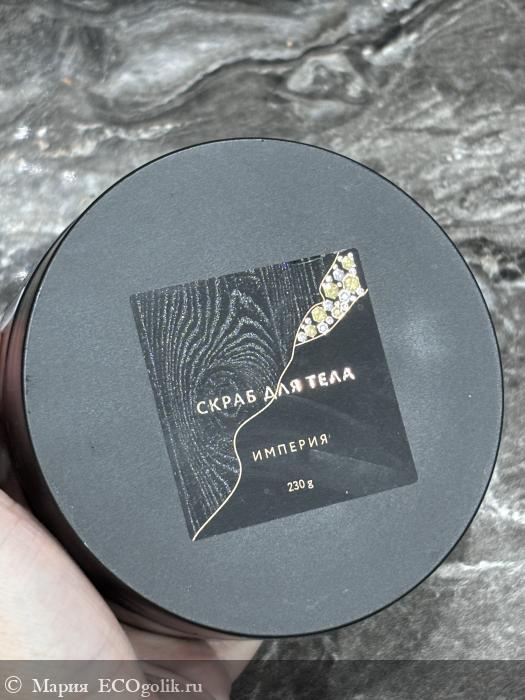 СКРАБ ДЛЯ ТЕЛА
ИМПЕРИЯ
230 g
© Мария ECOgolik.ru